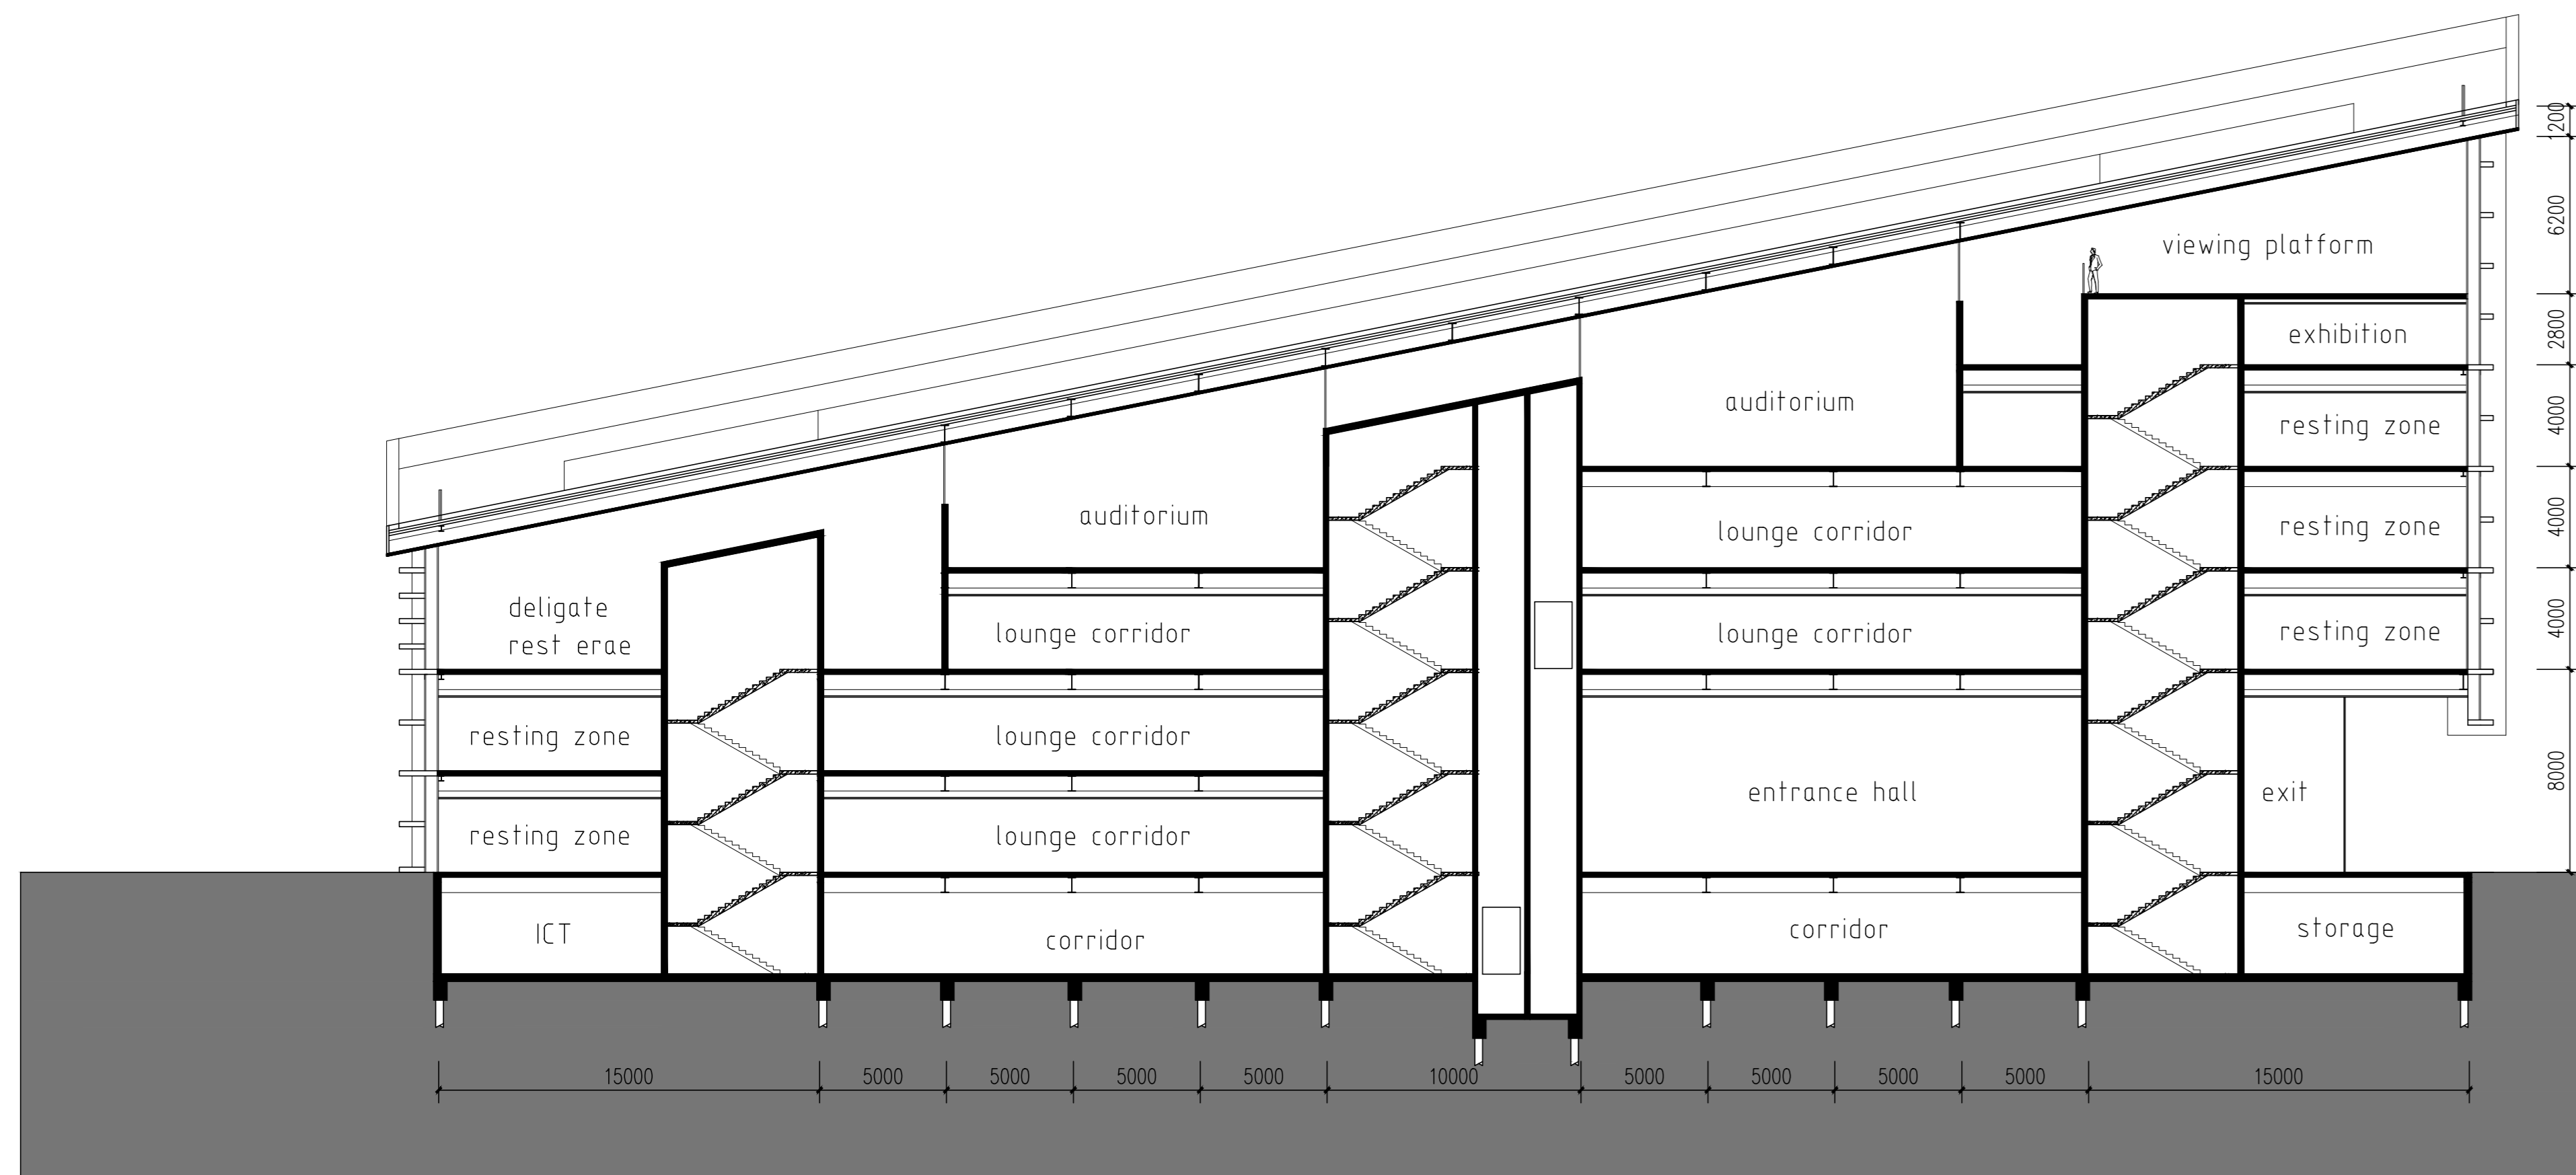 1200
6200
viewing platform
2800
exhibition
auditorium
4000
resting zone
auditorium
4000
lounge corridor
resting zone
deligate
rest erae
4000
lounge corridor
lounge corridor
resting zone
resting zone
lounge corridor
8000
entrance hall
exit
resting zone
lounge corridor
ICT
corridor
corridor
storage
15000
5000
5000
5000
5000
10000
5000
5000
5000
5000
15000